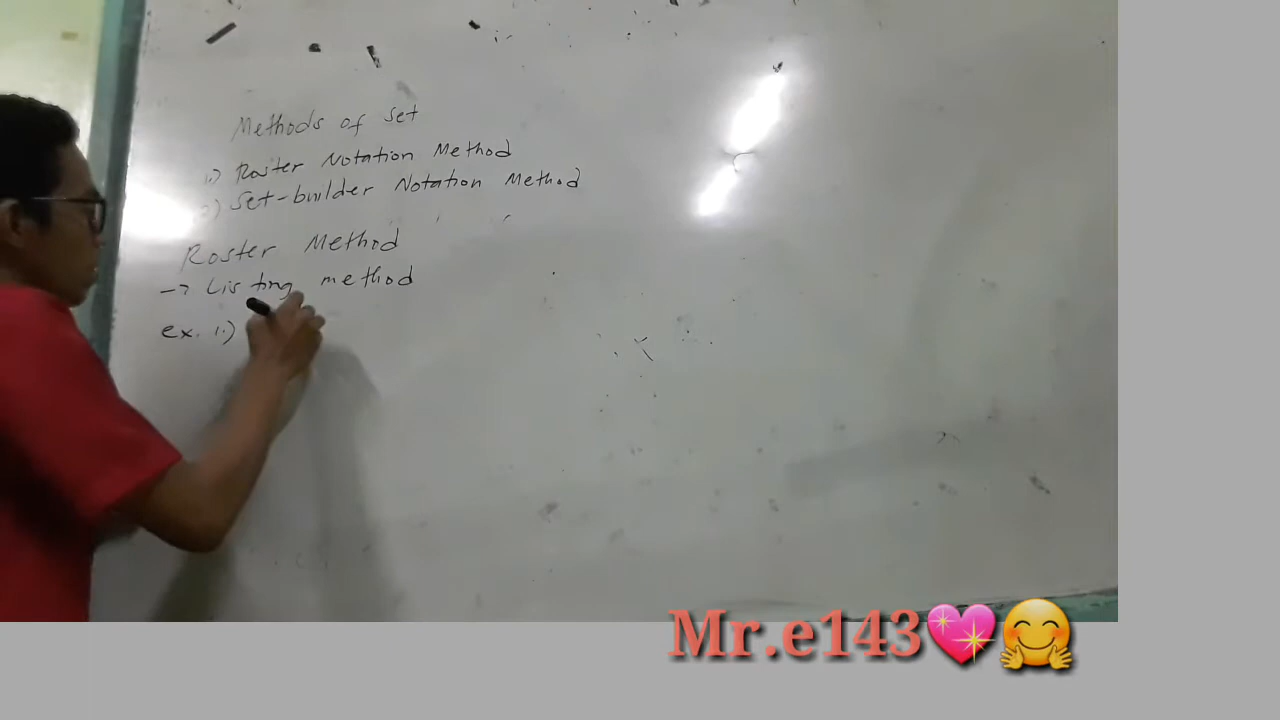 Methods of Set
1.) Roster Notation Method
2.) Set-builder Notation Method
Roster Method
→ Listing method
ex. 1.)
Mr.e143💖🤗